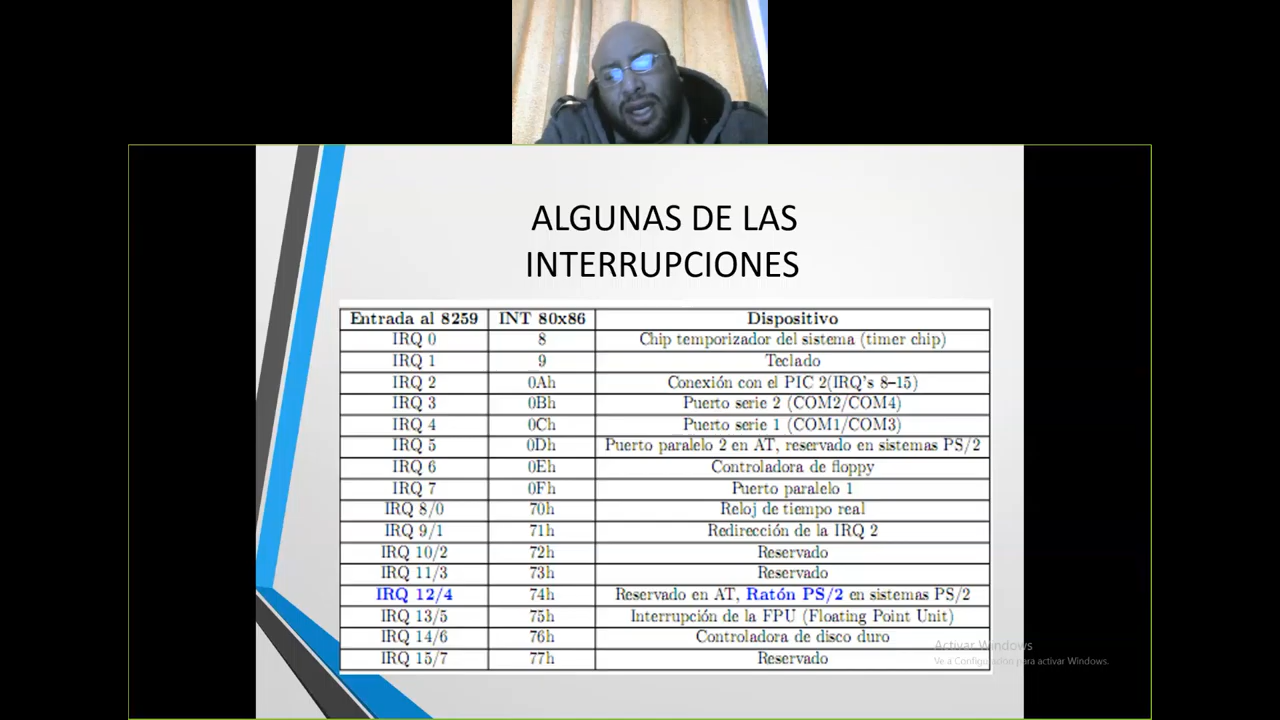 ALGUNAS DE LAS
INTERRUPCIONES
Entrada al 8259 INT 80x86 Dispositivo
IRQ 0 8 Chip temporizador del sistema (timer chip)
IRQ 1 9 Teclado
IRQ 2 0Ah Conexión con el PIC 2(IRQ's 8–15)
IRQ 3 0Bh Puerto serie 2 (COM2/COM4)
IRQ 4 0Ch Puerto serie 1 (COM1/COM3)
IRQ 5 0Dh Puerto paralelo 2 en AT, reservado en sistemas PS/2
IRQ 6 0Eh Controladora de floppy
IRQ 7 0Fh Puerto paralelo 1
IRQ 8/0 70h Reloj de tiempo real
IRQ 9/1 71h Redirección de la IRQ 2
IRQ 10/2 72h Reservado
IRQ 11/3 73h Reservado
IRQ 12/4 74h Reservado en AT, Ratón PS/2 en sistemas PS/2
IRQ 13/5 75h Interrupción de la FPU (Floating Point Unit)
IRQ 14/6 76h Controladora de disco duro
IRQ 15/7 77h Reservado
Activar Windows
Ve a Configuración para activar Windows.